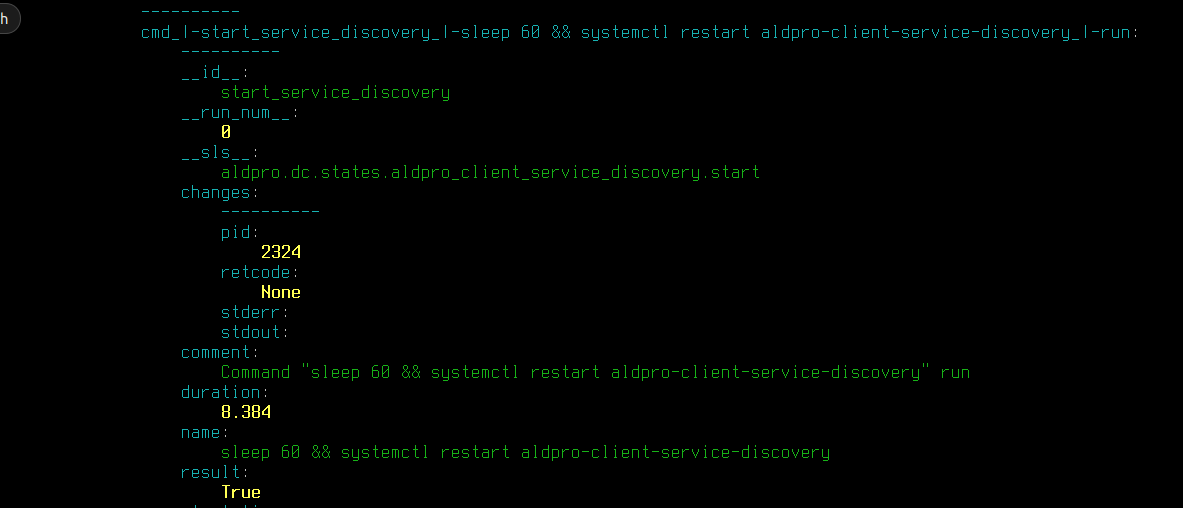 h
----------
cmd_|-start_service_discovery_|-sleep 60 && systemctl restart aldpro-client-service-discovery_|-run:
----------
__id__:
start_service_discovery
__run_num__:
0
__sls__:
aldpro.dc.states.aldpro_client_service_discovery.start
changes:
----------
pid:
2324
retcode:
None
stderr:
stdout:
comment:
Command "sleep 60 && systemctl restart aldpro-client-service-discovery" run
duration:
8.384
name:
sleep 60 && systemctl restart aldpro-client-service-discovery
result:
True